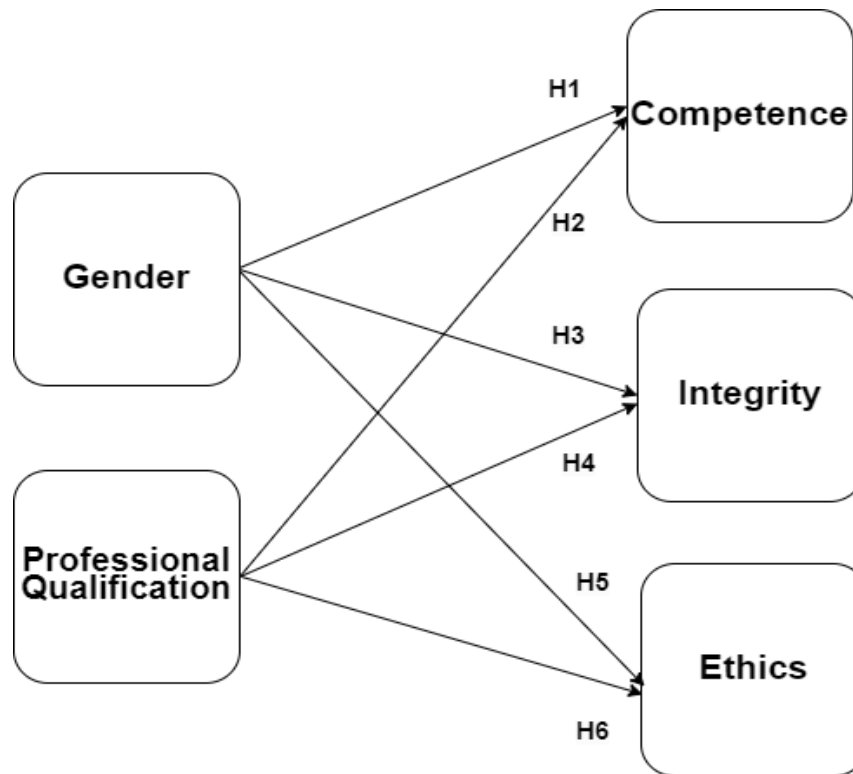 H1
Competence
H2
Gender
H3
Integrity
H4
Professional
Qualification
H5
Ethics
H6